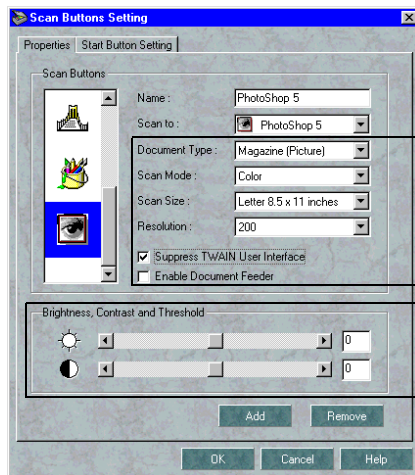 Scan Buttons Setting
Properties Start Button Setting
Scan Buttons
Name : PhotoShop 5
Scan to : PhotoShop 5
Document Type : Magazine (Picture)
Scan Mode : Color
Scan Size : Letter 8.5 x 11 inches
Resolution : 200
Suppress TWAIN User Interface
Enable Document Feeder
Brightness, Contrast and Threshold
0
0
Add Remove
OK Cancel Help